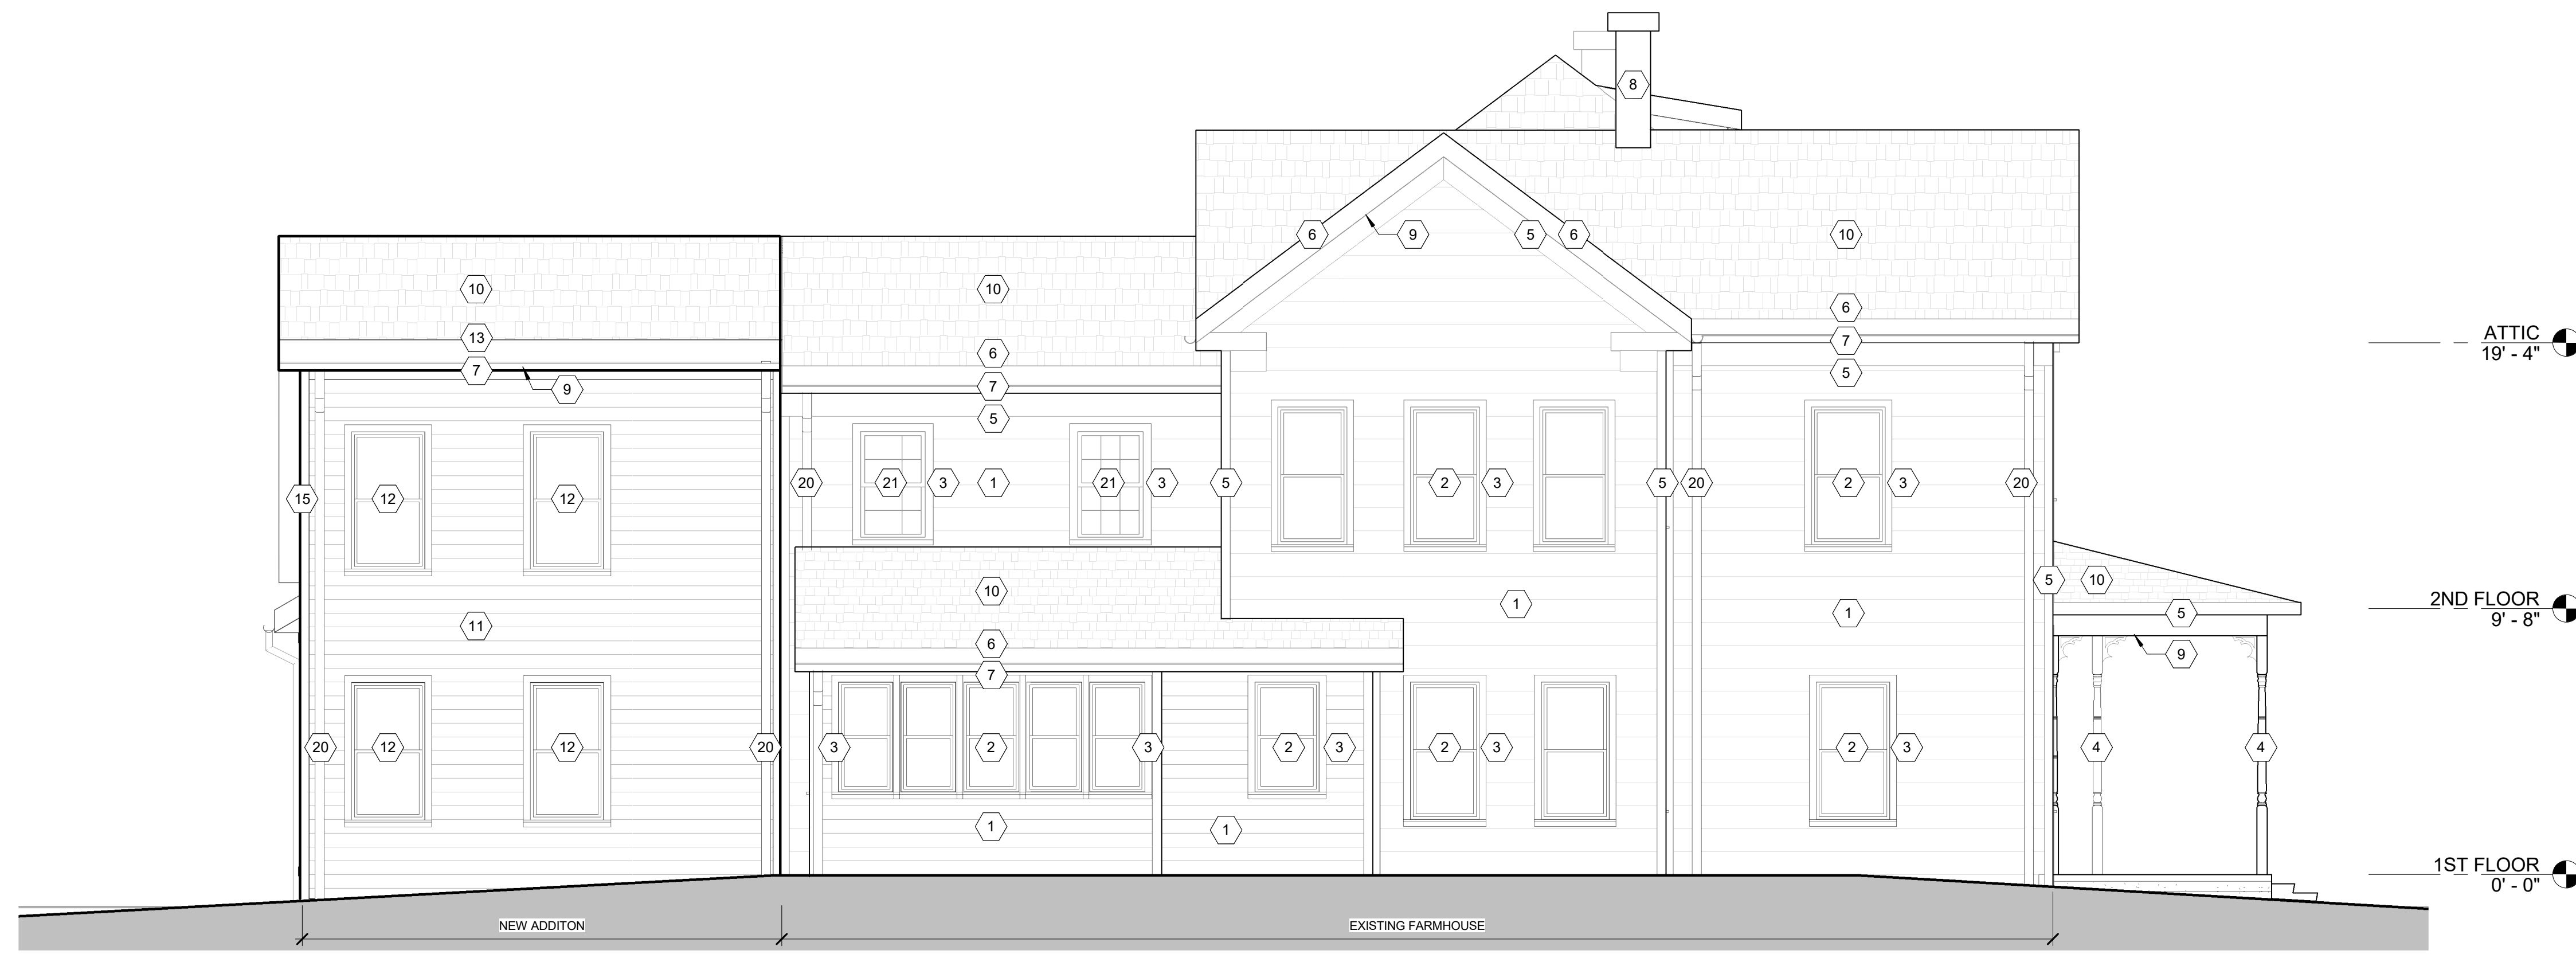 8
6 9 5 6 10
10 10
6
ATTIC
19' - 4"
13 7
6
7 5
7 9
5
20 21 3 1 21 3 5 2 3 5 20 2 3 20
15 12 12
5 10
10
1 1 5
2ND FLOOR
9' - 8"
11
6 9
7
20 12 12 20 3 2 3 2 3 2 3 2 3 4 4
1 1
1ST FLOOR
0' - 0"
NEW ADDITON EXISTING FARMHOUSE